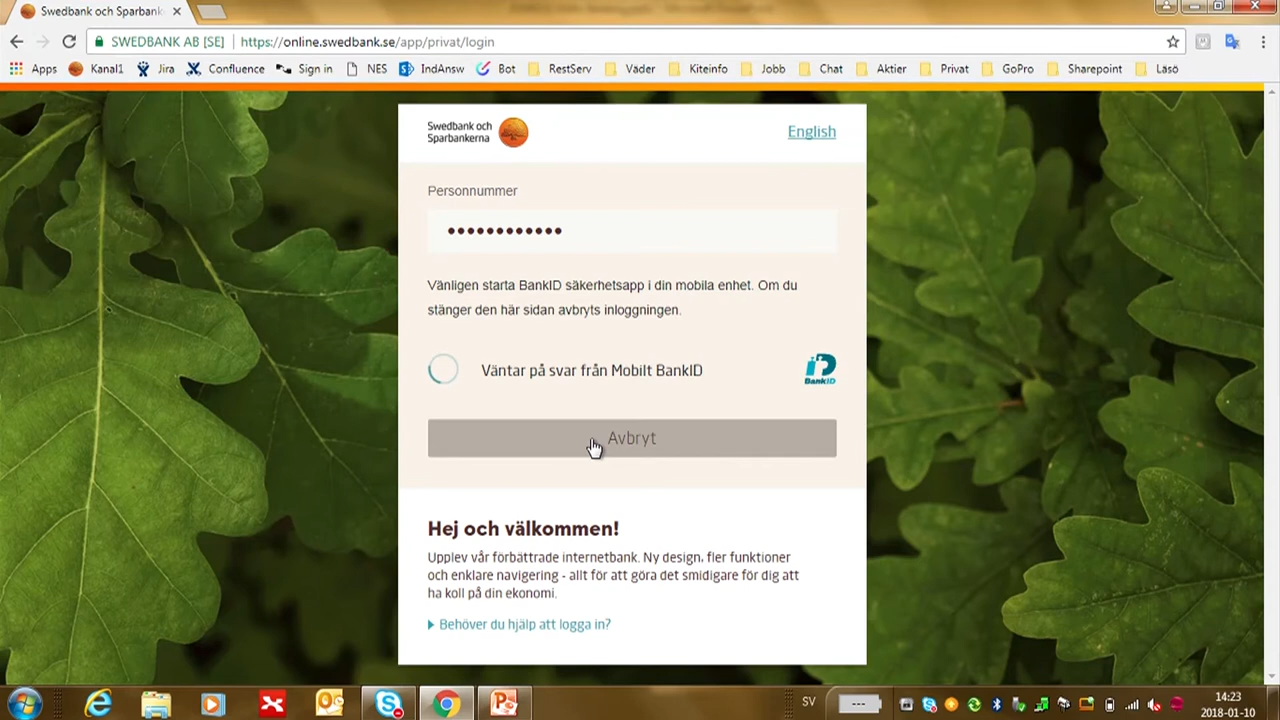 Swedbank och Sparbank
SWEDBANK AB [SE]
https://online.swedbank.se/app/privat/login
Apps Kanal1 Jira Confluence Sign in NES IndAnsw Bot RestServ Väder Kiteinfo Jobb Chat Aktier Privat GoPro Sharepoint Läsö
Swedbank och
Sparbankerna
English
Personnummer
••••••••••••
Vänligen starta BankID säkerhetsapp i din mobila enhet. Om du
stänger den här sidan avbryts inloggningen.
Väntar på svar från Mobilt BankID
BankID
Avbryt
Hej och välkommen!
Upplev vår förbättrade internetbank. Ny design, fler funktioner
och enklare navigering - allt för att göra det smidigare för dig att
ha koll på din ekonomi.
Behöver du hjälp att logga in?
SV
---
14:23
2018-01-10